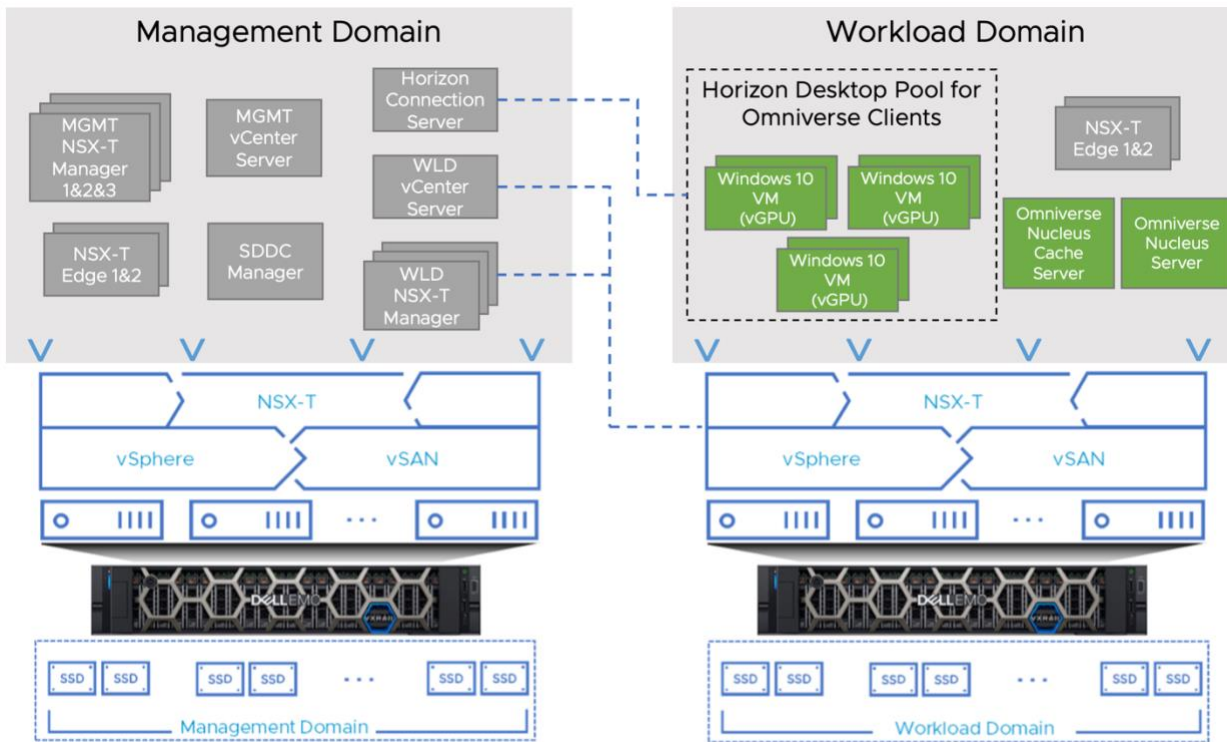 Management Domain
MGMT
NSX-T
Manager
1&2&3
MGMT
vCenter
Server
Horizon
Connection
Server
WLD
vCenter
Server
NSX-T
Edge 1&2
SDDC
Manager
WLD
NSX-T
Manager
NSX-T
vSphere
vSAN
DELLEMC
VXRAIL
SSD
SSD
SSD
SSD
SSD
SSD
Management Domain
Workload Domain
Horizon Desktop Pool for
Omniverse Clients
Windows 10
VM
(vGPU)
Windows 10
VM
(vGPU)
Windows 10
VM
(vGPU)
NSX-T
Edge 1&2
Omniverse
Nucleus
Cache
Server
Omniverse
Nucleus
Server
NSX-T
vSphere
vSAN
DELLEMC
VXRAIL
SSD
SSD
SSD
SSD
SSD
SSD
Workload Domain